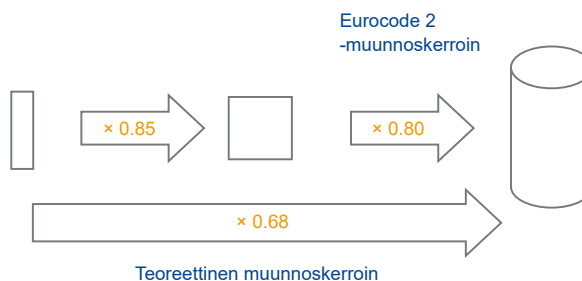 Eurocode 2
-muunnoskerroin
× 0.85
× 0.80
× 0.68
Teoreettinen muunnoskerroin